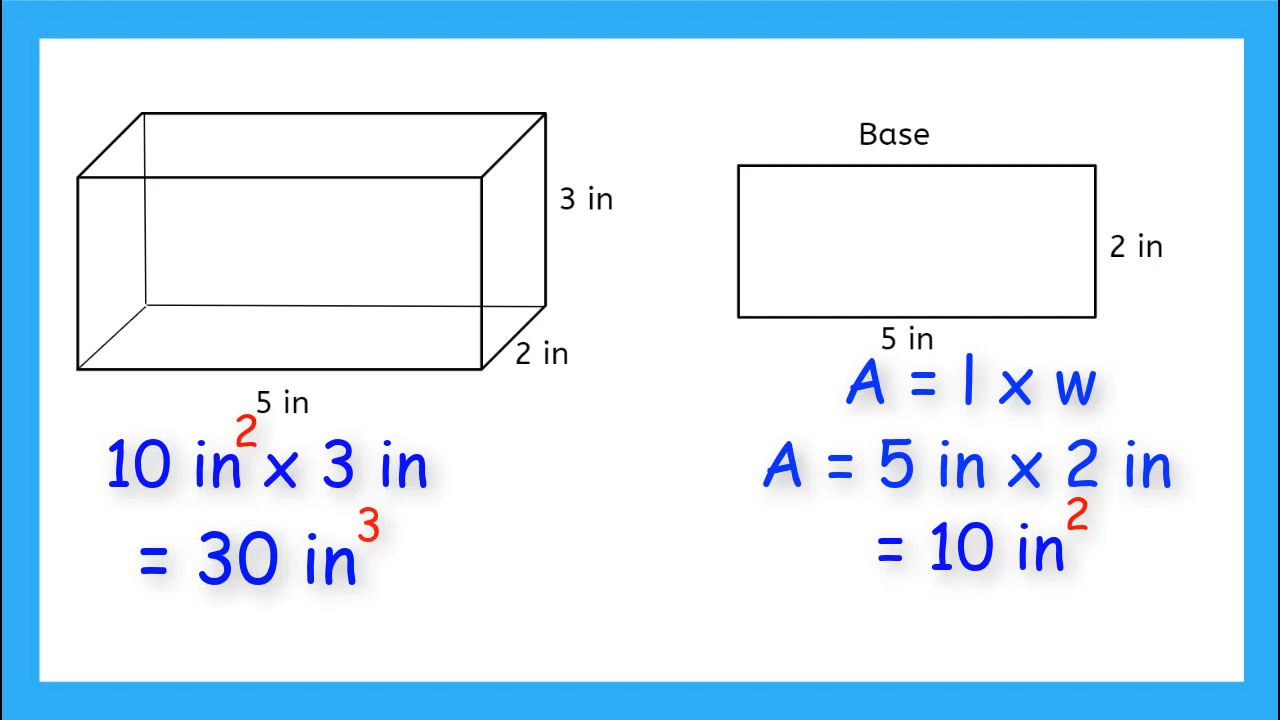 3 in
2 in
5 in
10 in² x 3 in
= 30 in³
Base
2 in
5 in
A = l x w
A = 5 in x 2 in
= 10 in²